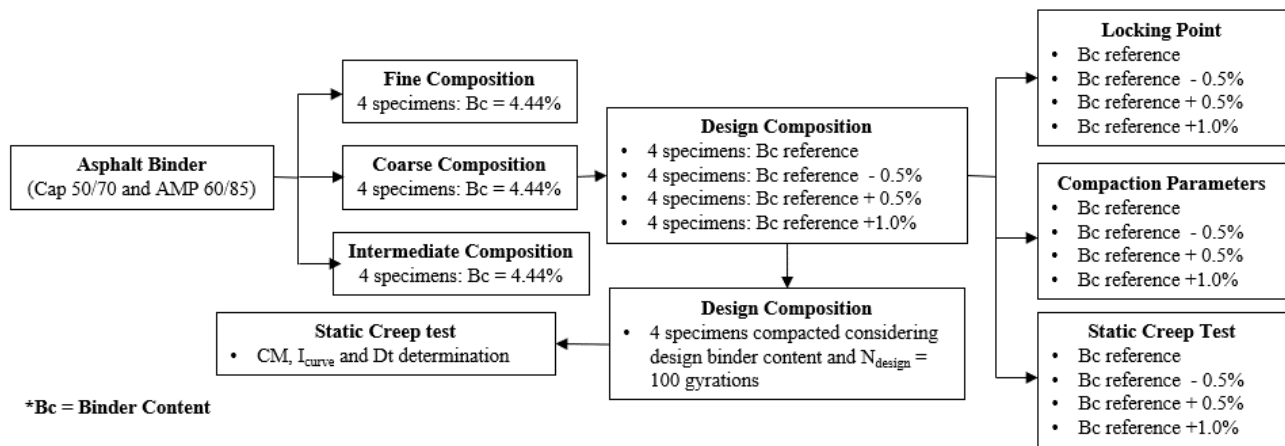 Asphalt Binder
(Cap 50/70 and AMP 60/85)
Fine Composition
4 specimens: Bc = 4.44%
Coarse Composition
4 specimens: Bc = 4.44%
Intermediate Composition
4 specimens: Bc = 4.44%
Design Composition
• 4 specimens: Bc reference
• 4 specimens: Bc reference - 0.5%
• 4 specimens: Bc reference + 0.5%
• 4 specimens: Bc reference +1.0%
Design Composition
• 4 specimens compacted considering
design binder content and Ndesign =
100 gyrations
Static Creep test
• CM, Icurve and Dt determination
Locking Point
• Bc reference
• Bc reference - 0.5%
• Bc reference + 0.5%
• Bc reference +1.0%
Compaction Parameters
• Bc reference
• Bc reference - 0.5%
• Bc reference + 0.5%
• Bc reference +1.0%
Static Creep Test
• Bc reference
• Bc reference - 0.5%
• Bc reference + 0.5%
• Bc reference +1.0%
*Bc = Binder Content